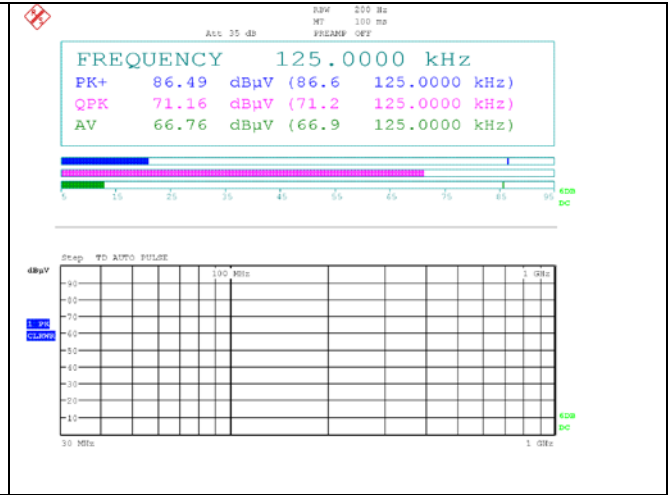 RBW 200 Hz
MT 100 ms
Att 35 dB PREAMP OFF
FREQUENCY 125.0000 kHz
PK+ 86.49 dBµV (86.6 125.0000 kHz)
QPK 71.16 dBµV (71.2 125.0000 kHz)
AV 66.76 dBµV (66.9 125.0000 kHz)
5 15 25 35 45 55 65 75 85 95
6DB
DC
Step TD AUTO PULSE
dBµV
100 MHz 1 GHz
90
80
70
1 PK
CLRWR
60
50
40
30
20
10
6DB
DC
30 MHz 1 GHz